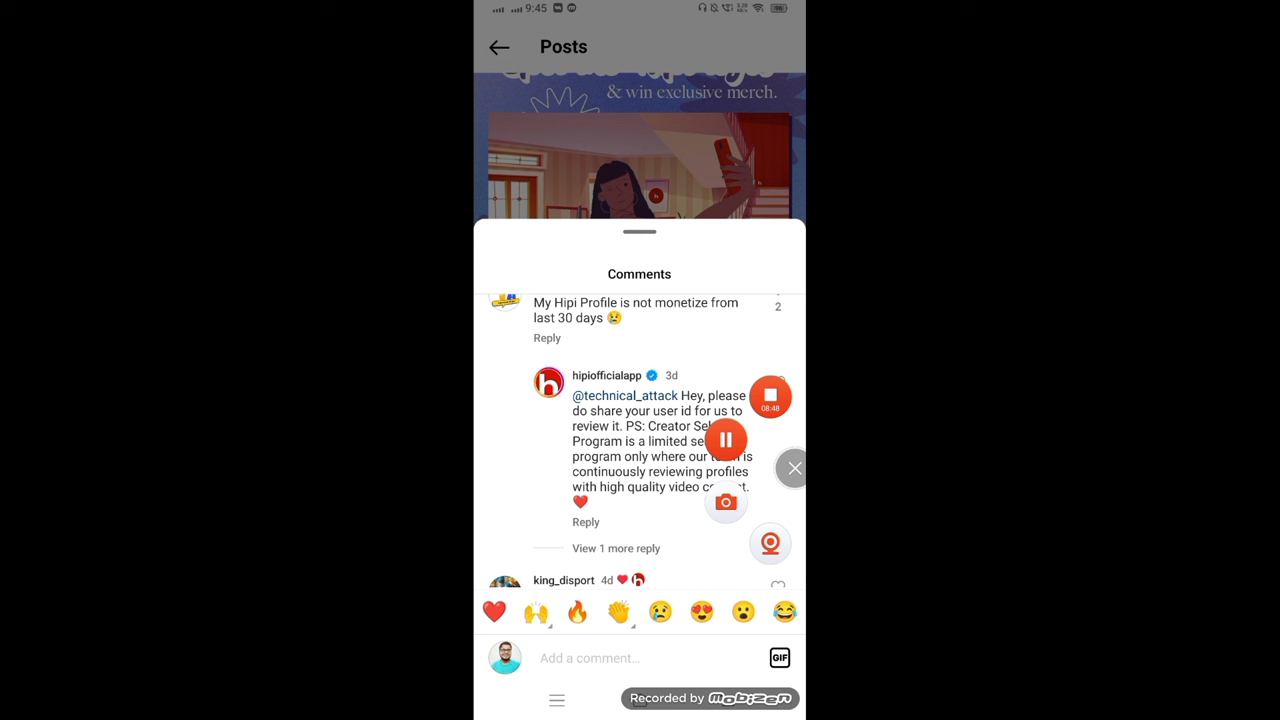 9:45
Posts
& win exclusive merch.
Comments
My Hipi Profile is not monetize from
last 30 days 😢
2
Reply
hipiofficialapp 3d
@technical_attack Hey, please
do share your user id for us to
review it. PS: Creator
Program is a limited
program only where our is
continuously reviewing profiles
with high quality video
❤️
Reply
View 1 more reply
king_disport 4d ❤️
08:48
Add a comment…
GIF
Recorded by mobizen